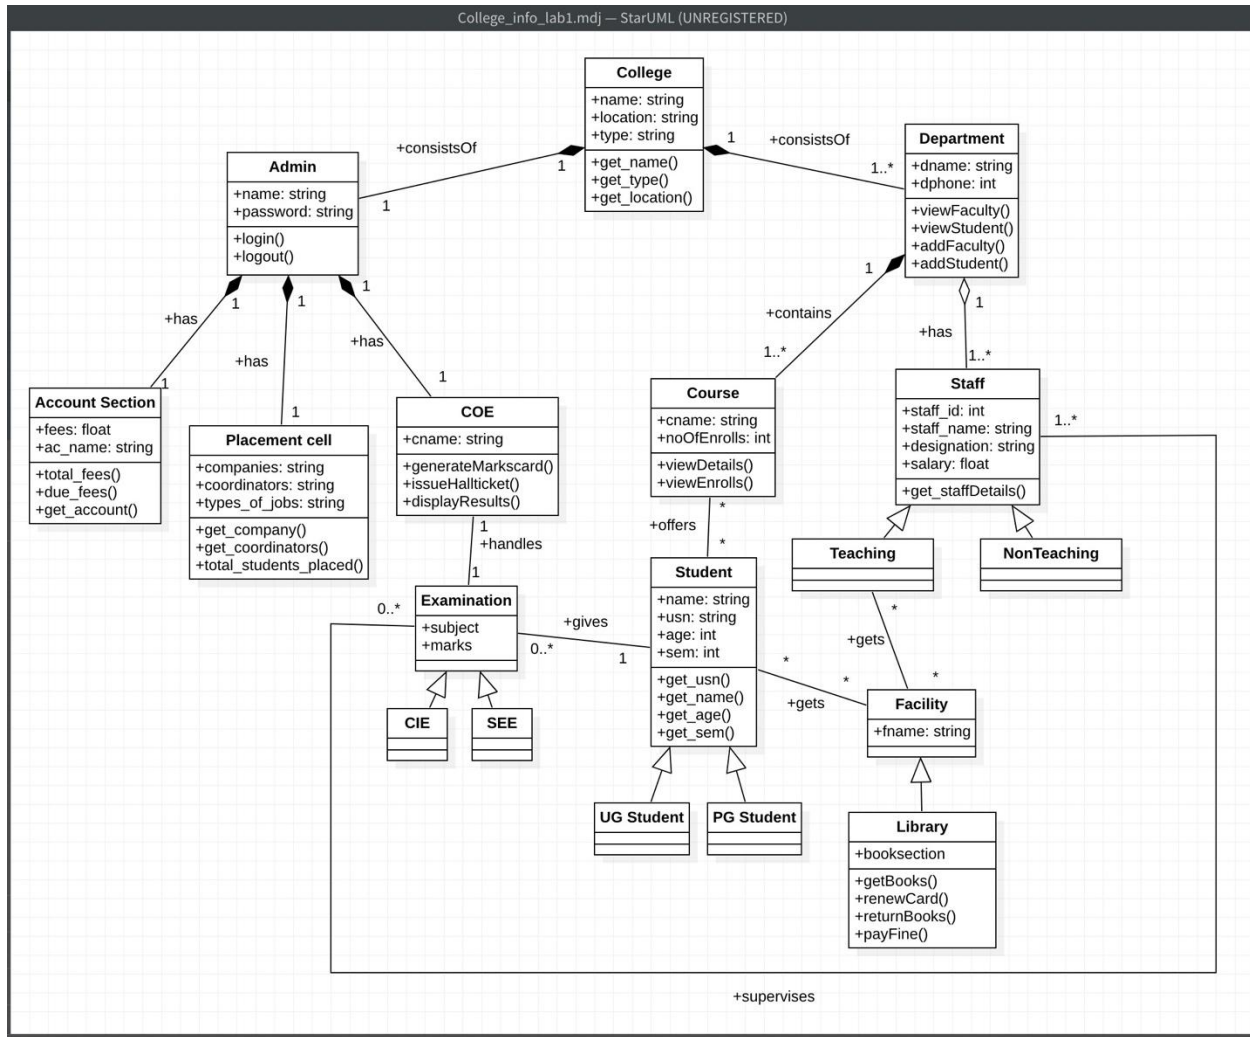 College_info_lab1.mdj — StarUML (UNREGISTERED)
College
+name: string
+location: string
+type: string
+get_name()
+get_type()
+get_location()
+consistsOf
1
1
1
+consistsOf
1..*
Department
+dname: string
+dphone: int
+viewFaculty()
+viewStudent()
+addFaculty()
+addStudent()
Admin
+name: string
+password: string
+login()
+logout()
1
1
1
+has
+has
+has
1
1
1
1
+contains
1..*
1
+has
1..*
Account Section
+fees: float
+ac_name: string
+total_fees()
+due_fees()
+get_account()
Placement cell
+companies: string
+coordinators: string
+types_of_jobs: string
+get_company()
+get_coordinators()
+total_students_placed()
COE
+cname: string
+generateMarkscard()
+issueHallticket()
+displayResults()
Course
+cname: string
+noOfEnrolls: int
+viewDetails()
+viewEnrolls()
Staff
+staff_id: int
+staff_name: string
+designation: string
+salary: float
+get_staffDetails()
1..*
1
+handles
1
*
+offers
*
Teaching
NonTeaching
Examination
+subject
+marks
0..*
+gives
0..*
1
Student
+name: string
+usn: string
+age: int
+sem: int
+get_usn()
+get_name()
+get_age()
+get_sem()
*
+gets
*
*
+gets
*
Facility
+fname: string
CIE
SEE
UG Student
PG Student
Library
+booksection
+getBooks()
+renewCard()
+returnBooks()
+payFine()
+supervises